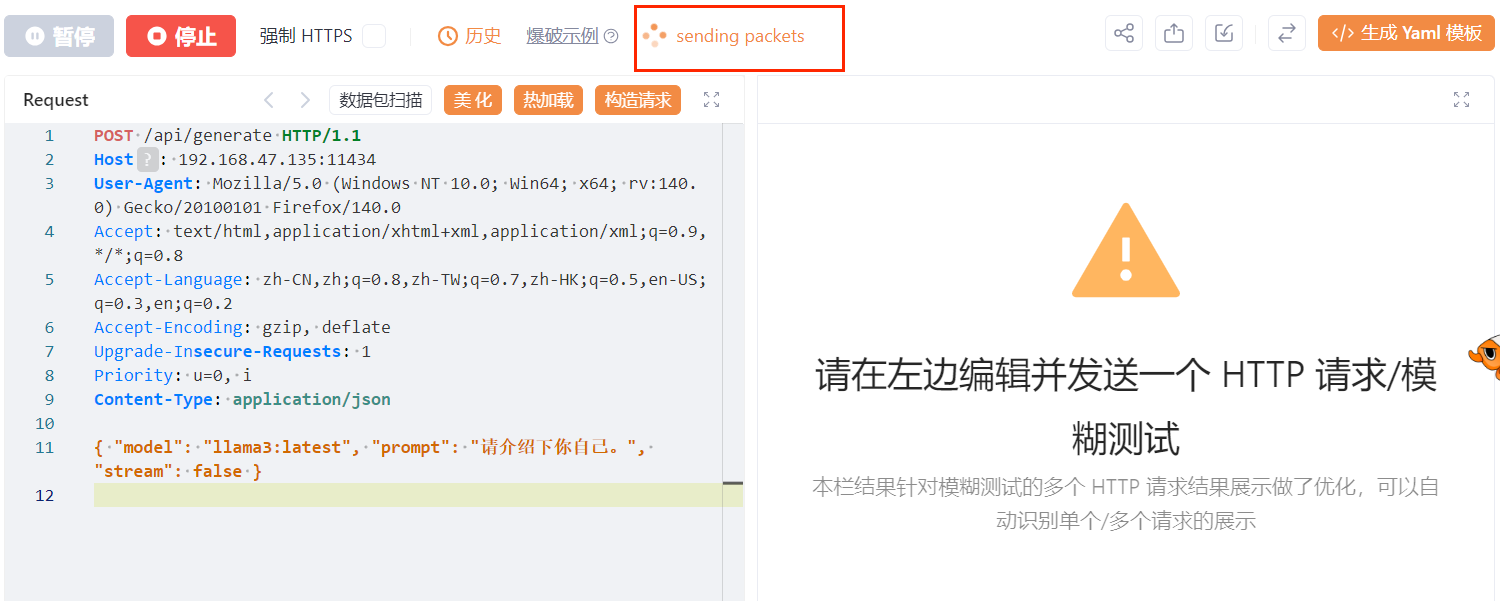 暂停 停止 强制 HTTPS 历史 爆破示例 sending packets 生成 Yaml 模板
Request 数据包扫描 美化 热加载 构造请求
1 POST /api/generate HTTP/1.1
2 Host ? : 192.168.47.135:11434
3 User-Agent: Mozilla/5.0 (Windows NT 10.0; Win64; x64; rv:140.
0) Gecko/20100101 Firefox/140.0
4 Accept: text/html,application/xhtml+xml,application/xml;q=0.9,
*/*;q=0.8
5 Accept-Language: zh-CN,zh;q=0.8,zh-TW;q=0.7,zh-HK;q=0.5,en-US;
q=0.3,en;q=0.2
6 Accept-Encoding: gzip, deflate
7 Upgrade-Insecure-Requests: 1
8 Priority: u=0, i
9 Content-Type: application/json
10
11 { "model": "llama3:latest", "prompt": "请介绍下你自己。",
"stream": false }
12
请在左边编辑并发送一个 HTTP 请求/模
糊测试
本栏结果针对模糊测试的多个 HTTP 请求结果展示做了优化，可以自
动识别单个/多个请求的展示